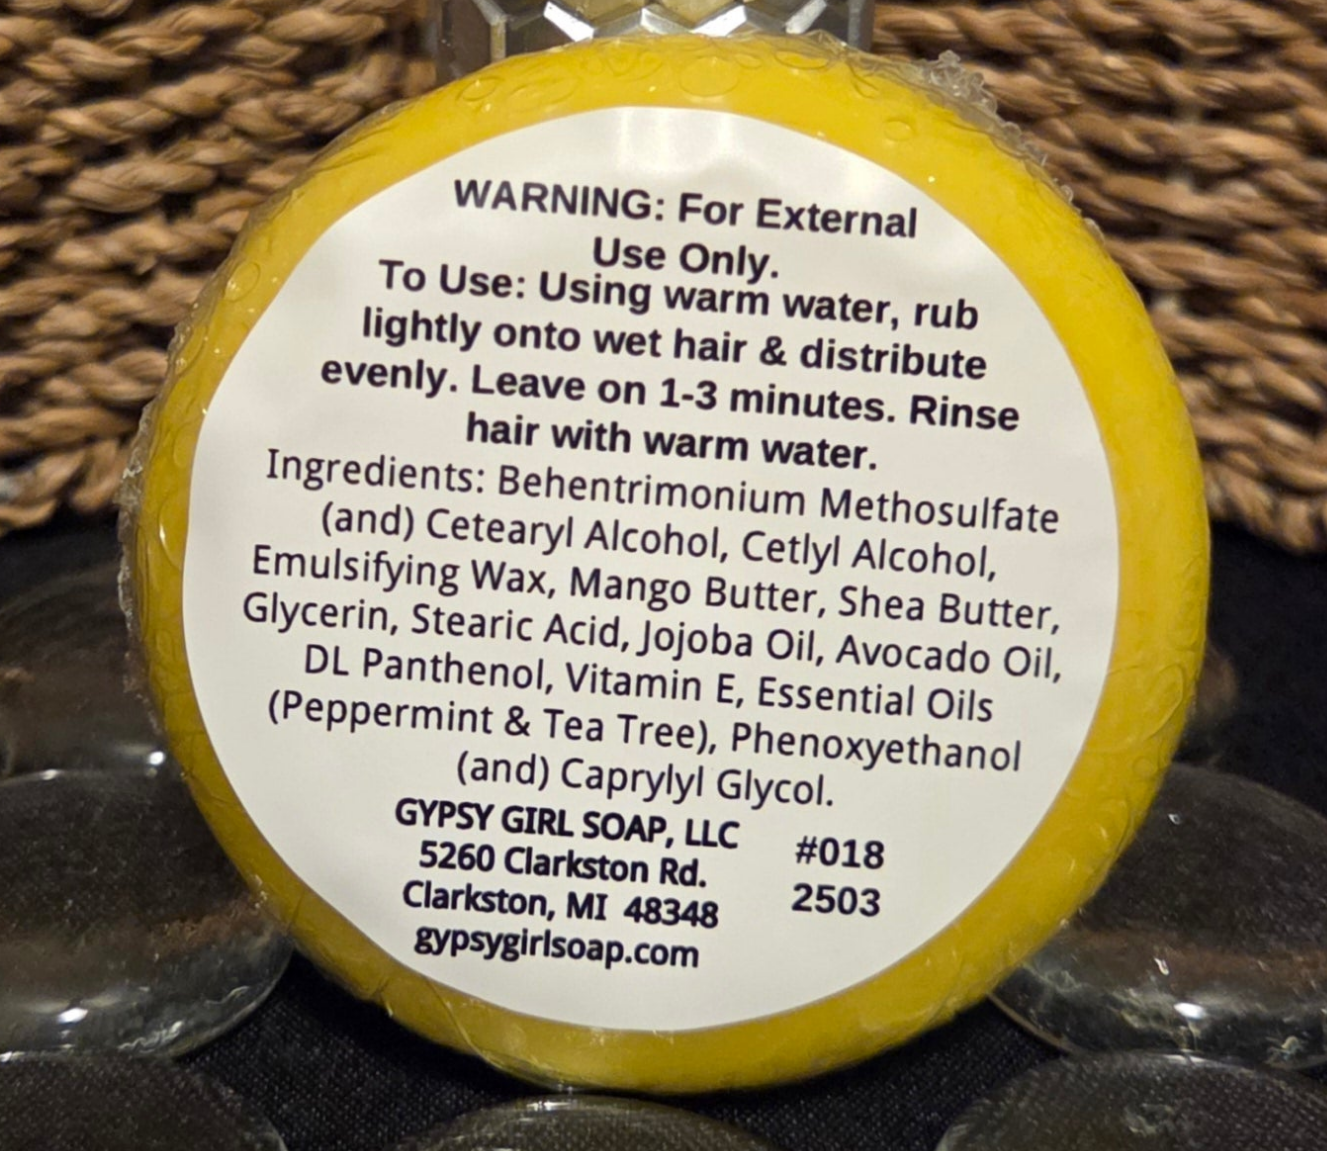 WARNING: For External
Use Only.
To Use: Using warm water, rub
lightly onto wet hair & distribute
evenly. Leave on 1-3 minutes. Rinse
hair with warm water.
Ingredients: Behentrimonium Methosulfate
(and) Cetearyl Alcohol, Cetlyl Alcohol,
Emulsifying Wax, Mango Butter, Shea Butter,
Glycerin, Stearic Acid, Jojoba Oil, Avocado Oil,
DL Panthenol, Vitamin E, Essential Oils
(Peppermint & Tea Tree), Phenoxyethanol
(and) Caprylyl Glycol.
GYPSY GIRL SOAP, LLC
5260 Clarkston Rd.
Clarkston, MI 48348
gypsygirlsoap.com
#018
2503